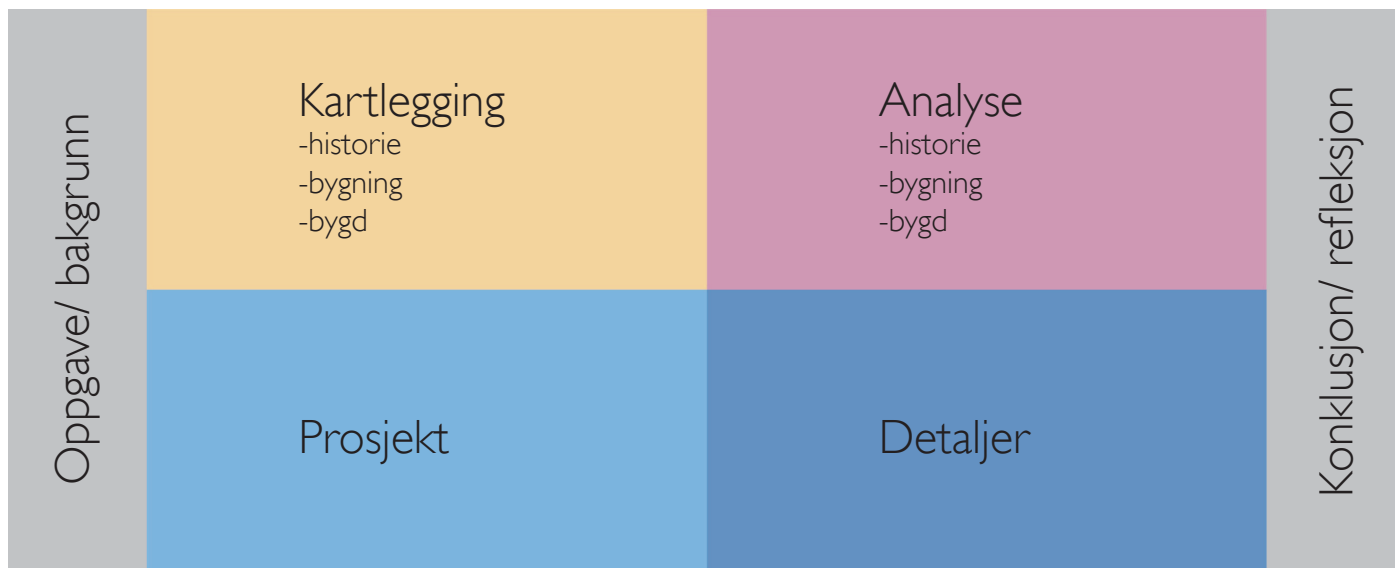 Oppgave/ bakgrunn
Kartlegging
-historie
-bygning
-bygd
Analyse
-historie
-bygning
-bygd
Prosjekt
Detaljer
Konklusjon/ refleksjon